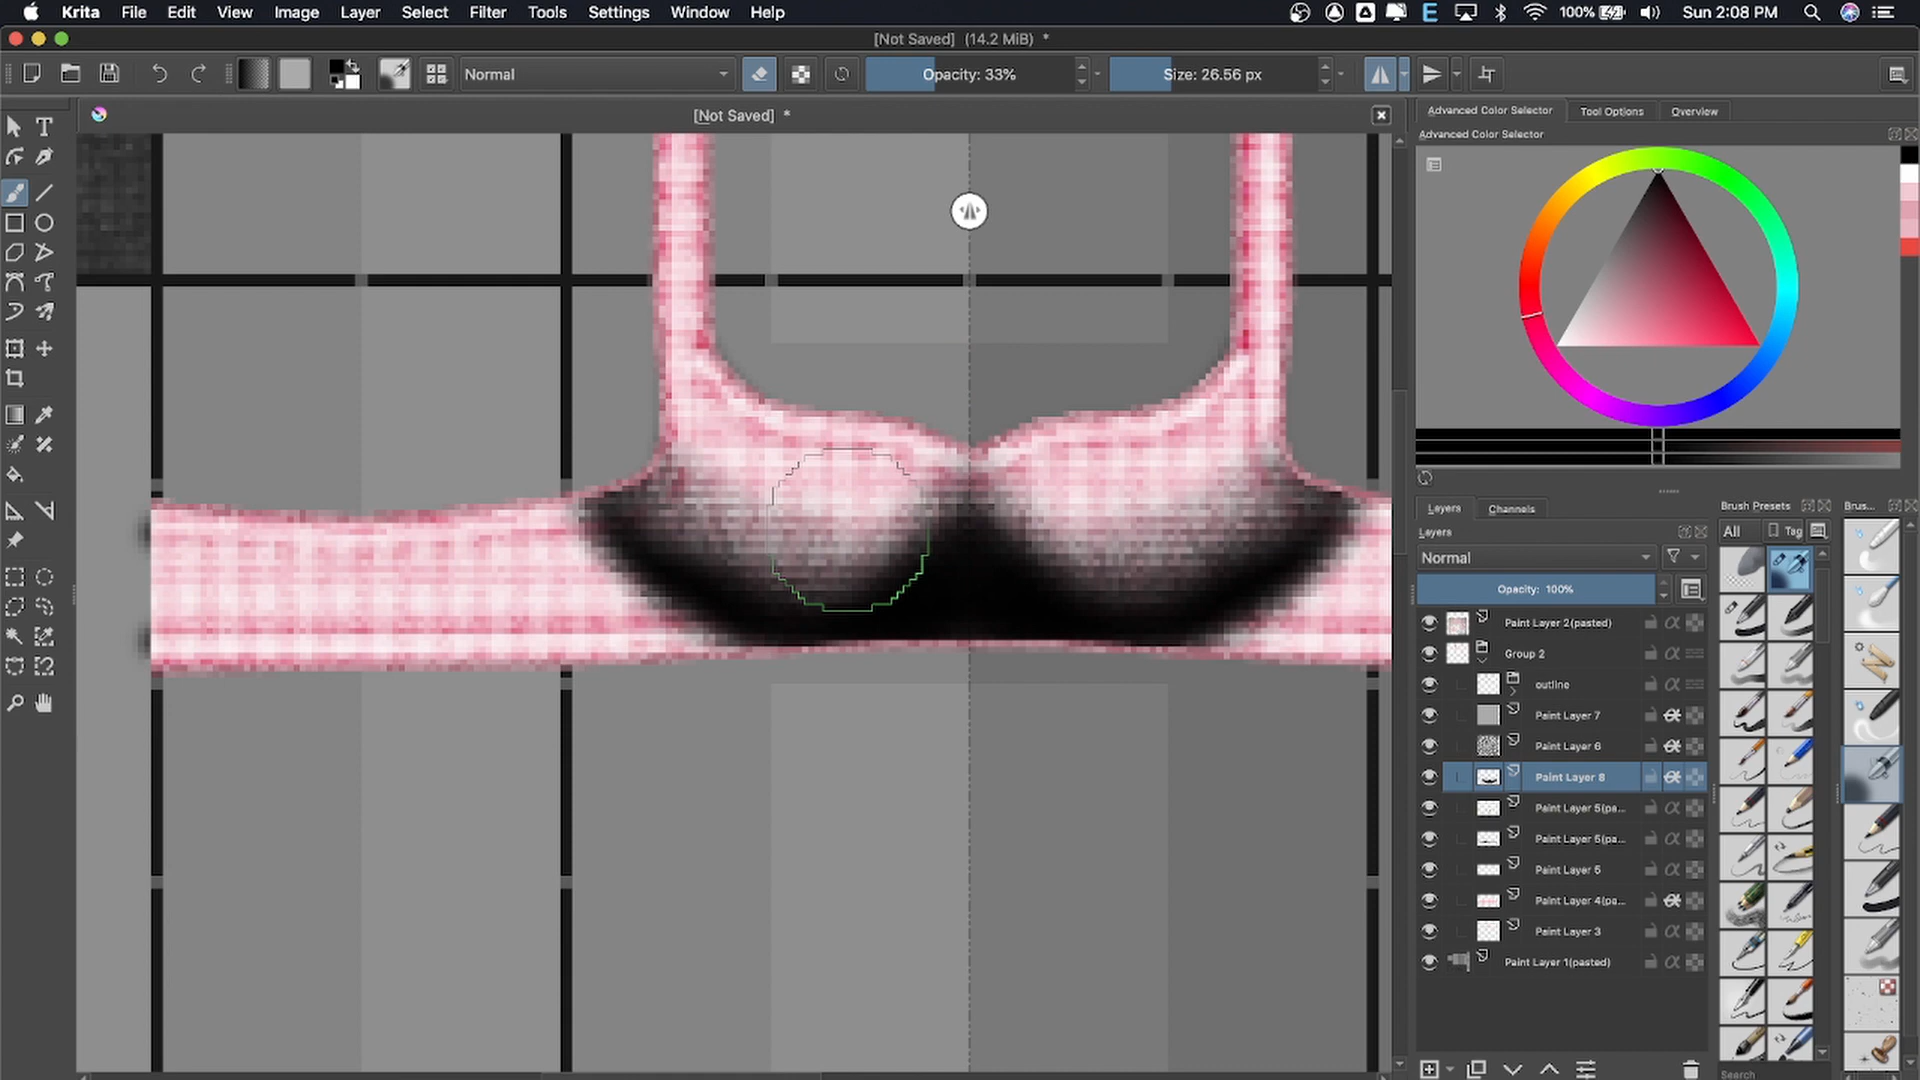 Krita File Edit View Image Layer Select Filter Tools Settings Window Help
E 100% Sun 2:08 PM
[Not Saved] (14.2 MiB) *
Normal Opacity: 33% Size: 26.56 px
[Not Saved] *
T
Advanced Color Selector Tool Options Overview
Advanced Color Selector
Layers Channels
Layers
Normal
Opacity: 100%
Paint Layer 2(pasted)
Group 2
outline
Paint Layer 7
Paint Layer 6
Paint Layer 8
Paint Layer 5(pa...
Paint Layer 5(pa...
Paint Layer 5
Paint Layer 4(pa...
Paint Layer 3
Paint Layer 1(pasted)
Brush Presets
Brus...
All Tag
Search